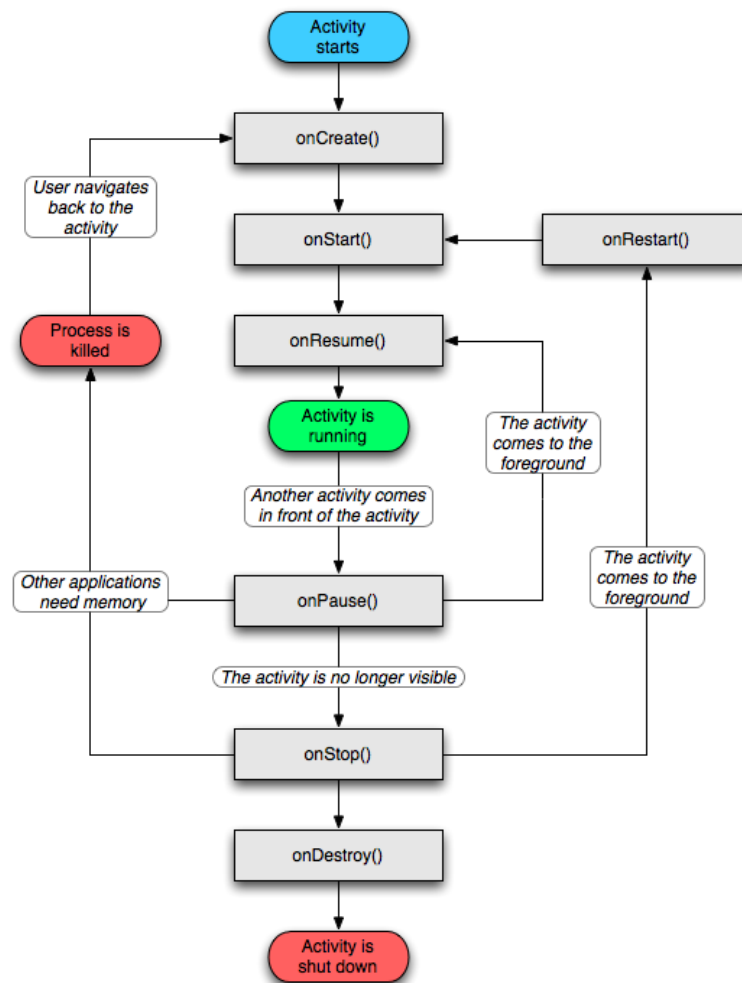 Activity
starts
onCreate()
User navigates
back to the
activity
onStart()
onRestart()
Process is
killed
onResume()
Activity is
running
The activity
comes to the
foreground
Another activity comes
in front of the activity
The activity
comes to the
foreground
Other applications
need memory
onPause()
The activity is no longer visible
onStop()
onDestroy()
Activity is
shut down